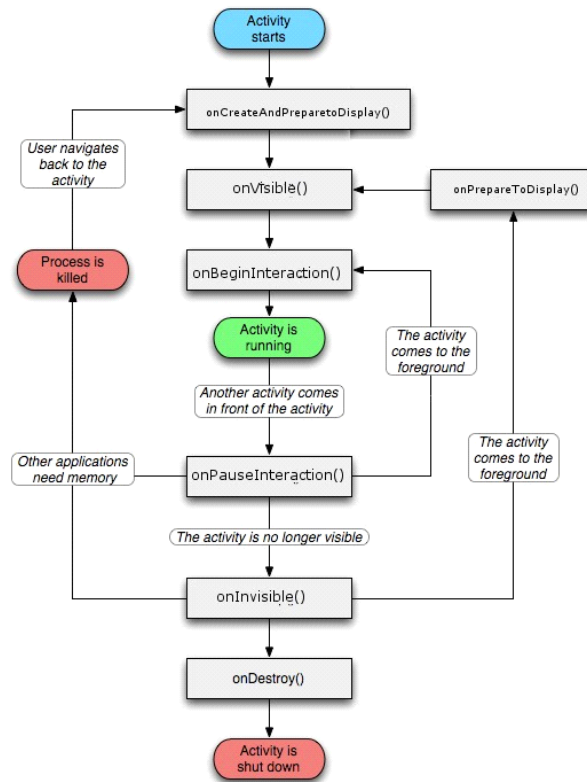 Activity
starts
onCreateAndPreparetoDisplay()
User navigates
back to the
activity
onVisible()
onPrepareToDisplay()
onBeginInteraction()
Process is
killed
Activity is
running
The activity
comes to the
foreground
Another activity comes
in front of the activity
The activity
comes to the
foreground
Other applications
need memory
onPauseInteraction()
The activity is no longer visible
onInvisible()
onDestroy()
Activity is
shut down